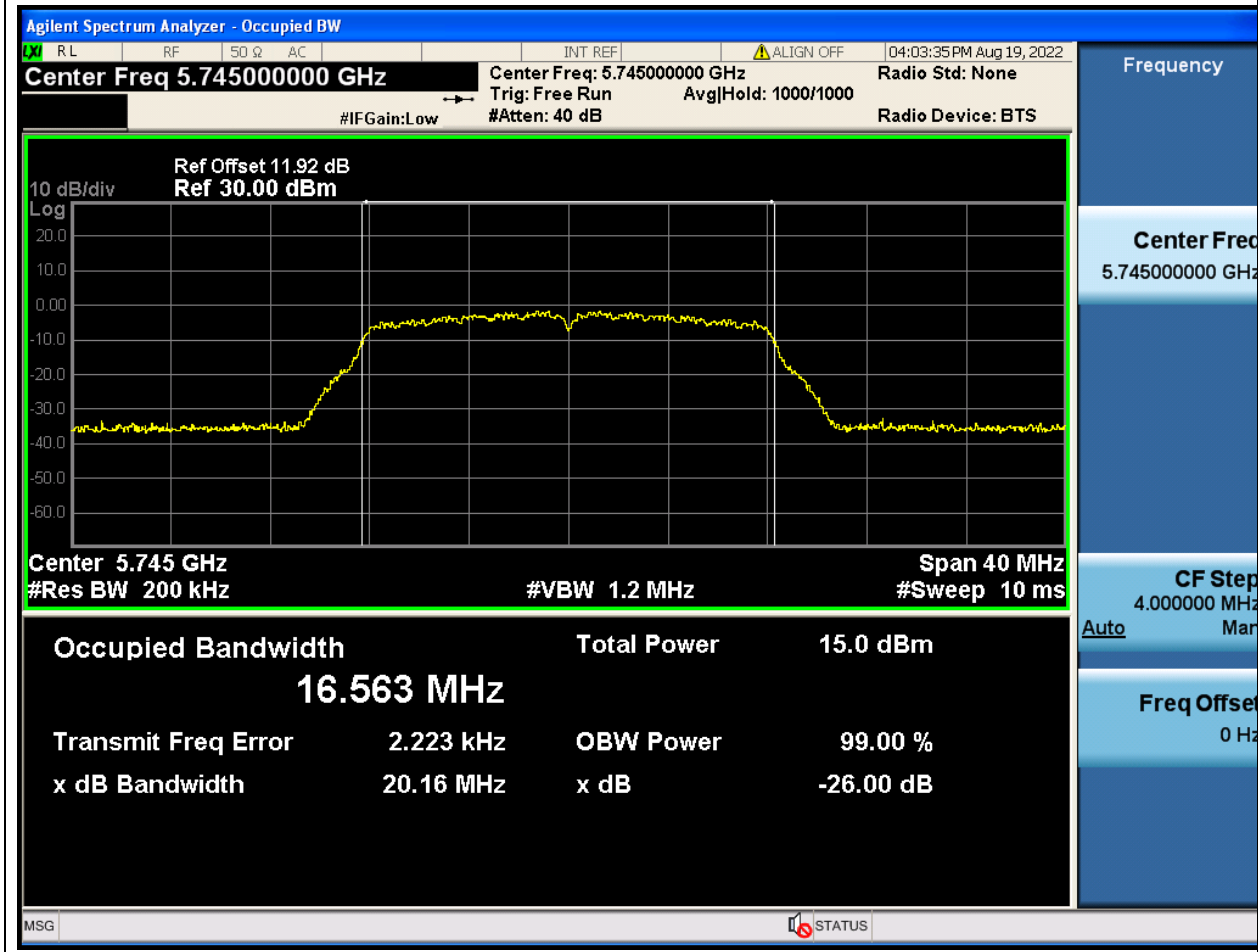 Agilent Spectrum Analyzer - Occupied BW
LXI RL RF 50 Ω AC INT REF ALIGN OFF 04:03:35 PM Aug 19, 2022
Center Freq 5.745000000 GHz
Center Freq: 5.745000000 GHz
Radio Std: None
Trig: Free Run Avg|Hold: 1000/1000
#IFGain:Low
#Atten: 40 dB
Radio Device: BTS
Ref Offset 11.92 dB
10 dB/div Ref 30.00 dBm
Log
20.0
10.0
0.00
-10.0
-20.0
-30.0
-40.0
-50.0
-60.0
Center 5.745 GHz Span 40 MHz
#Res BW 200 kHz #VBW 1.2 MHz #Sweep 10 ms
Occupied Bandwidth Total Power 15.0 dBm
16.563 MHz
Transmit Freq Error 2.223 kHz OBW Power 99.00 %
x dB Bandwidth 20.16 MHz x dB -26.00 dB
MSG STATUS
Frequency
Center Freq
5.745000000 GHz
CF Step
4.000000 MHz
Auto Man
Freq Offset
0 Hz